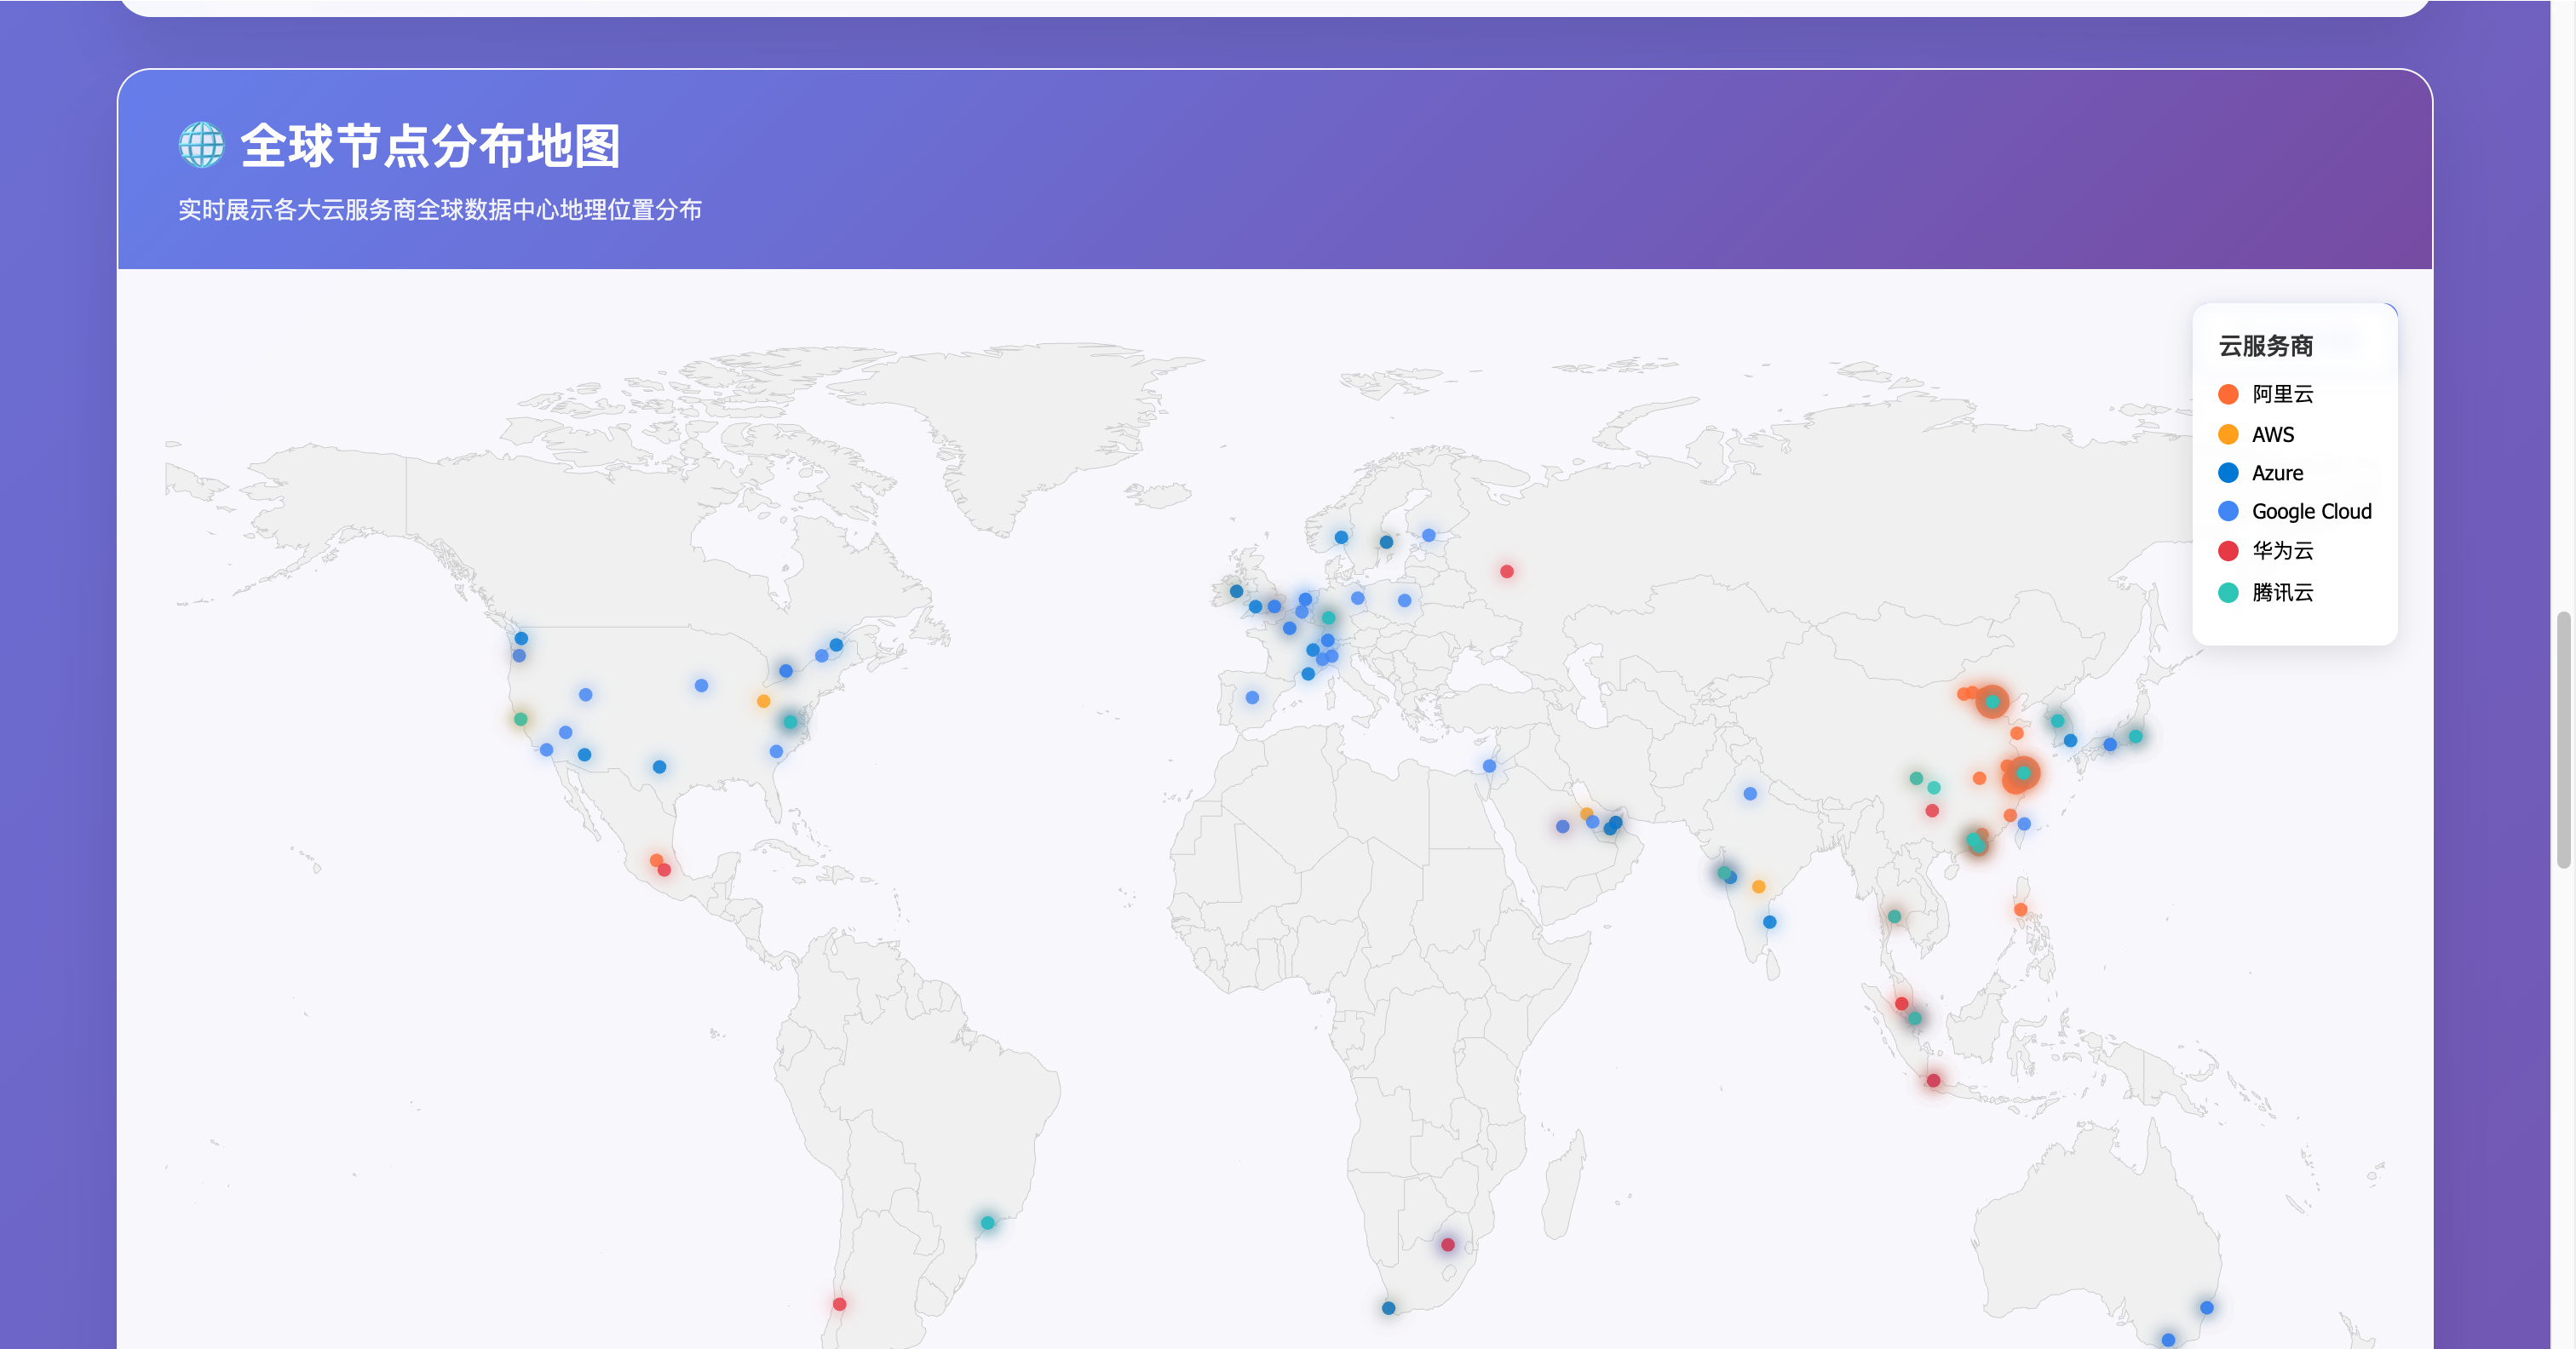 全球节点分布地图
实时展示各大云服务商全球数据中心地理位置分布
云服务商
阿里云
AWS
Azure
Google Cloud
华为云
腾讯云